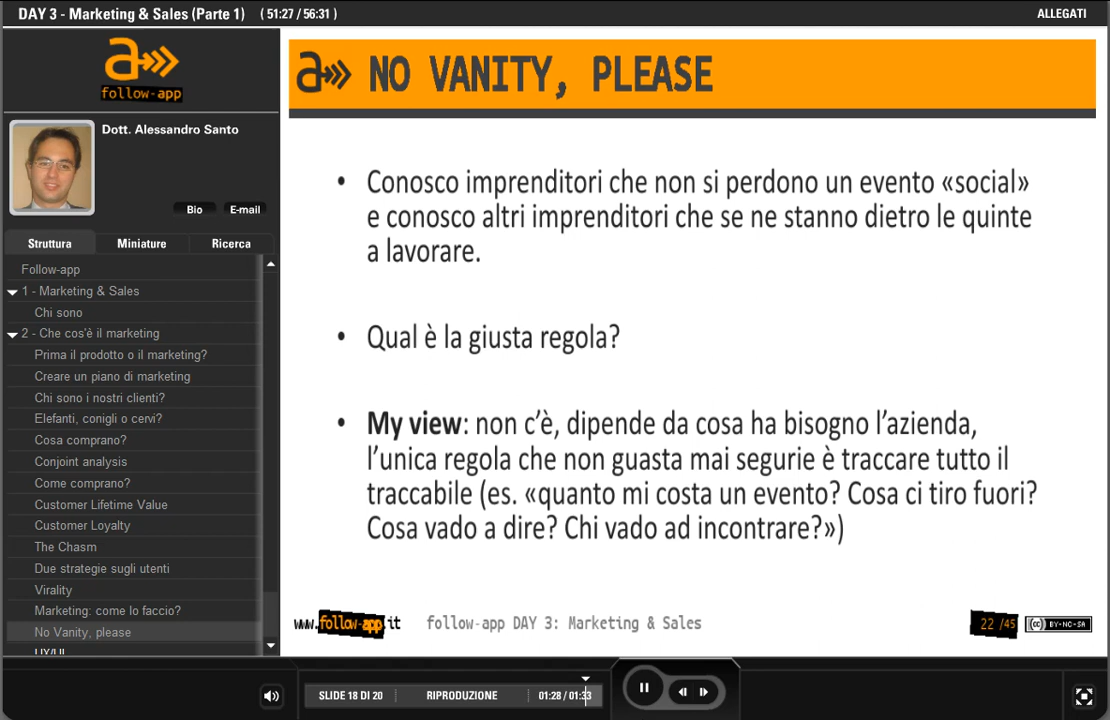 DAY 3 - Marketing & Sales (Parte 1) ( 51:27 / 56:31 )
ALLEGATI
a
follow-app
Dott. Alessandro Santo
Bio
E-mail
Struttura
Miniature
Ricerca
Follow-app
1 - Marketing & Sales
Chi sono
2 - Che cos'è il marketing
Prima il prodotto o il marketing?
Creare un piano di marketing
Chi sono i nostri clienti?
Elefanti, conigli o cervi?
Cosa comprano?
Conjoint analysis
Come comprano?
Customer Lifetime Value
Customer Loyalty
The Chasm
Due strategie sugli utenti
Virality
Marketing: come lo faccio?
No Vanity, please
UX/UI
a NO VANITY, PLEASE
• Conosco imprenditori che non si perdono un evento «social»
e conosco altri imprenditori che se ne stanno dietro le quinte
a lavorare.
• Qual è la giusta regola?
• My view: non c'è, dipende da cosa ha bisogno l'azienda,
l'unica regola che non guasta mai segurie è traccare tutto il
traccabile (es. «quanto mi costa un evento? Cosa ci tiro fuori?
Cosa vado a dire? Chi vado ad incontrare?»)
www.follow-app.it
follow-app DAY 3: Marketing & Sales
22 /45
(cc) BY-NC-SA
SLIDE 18 DI 20
RIPRODUZIONE
01:28 / 01:33